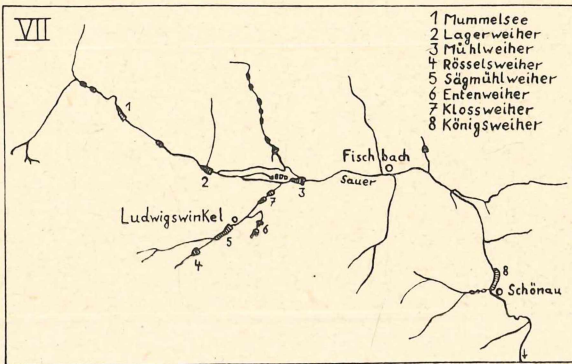 VII
1 Mummelsee
2 Lagerweiher
3 Mühlweiher
4 Rösselsweiher
5 Sägmühlweiher
6 Entenweiher
7 Klossweiher
8 Königsweiher
1
2
3
Fischbach
Sauer
Ludwigswinkel
7
6
5
4
8
Schönau